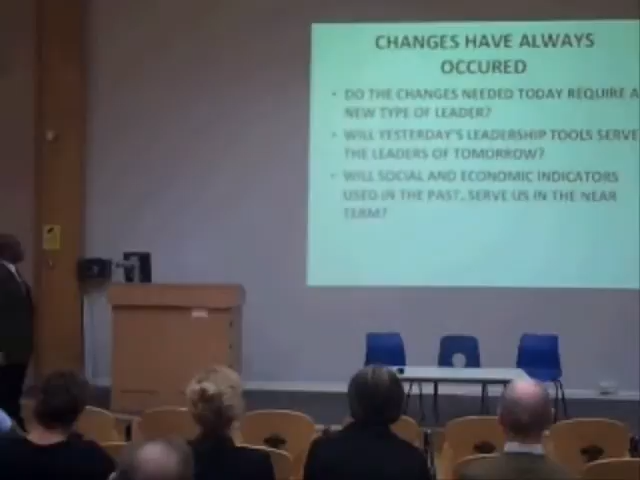 CHANGES HAVE ALWAYS
OCCURED
• DO THE CHANGES NEEDED TODAY REQUIRE A
NEW TYPE OF LEADER?
• WILL YESTERDAY'S LEADERSHIP TOOLS SERVE
THE LEADERS OF TOMORROW?
• WILL SOCIAL AND ECONOMIC INDICATORS
USED IN THE PAST, SERVE US IN THE NEAR
TERM?